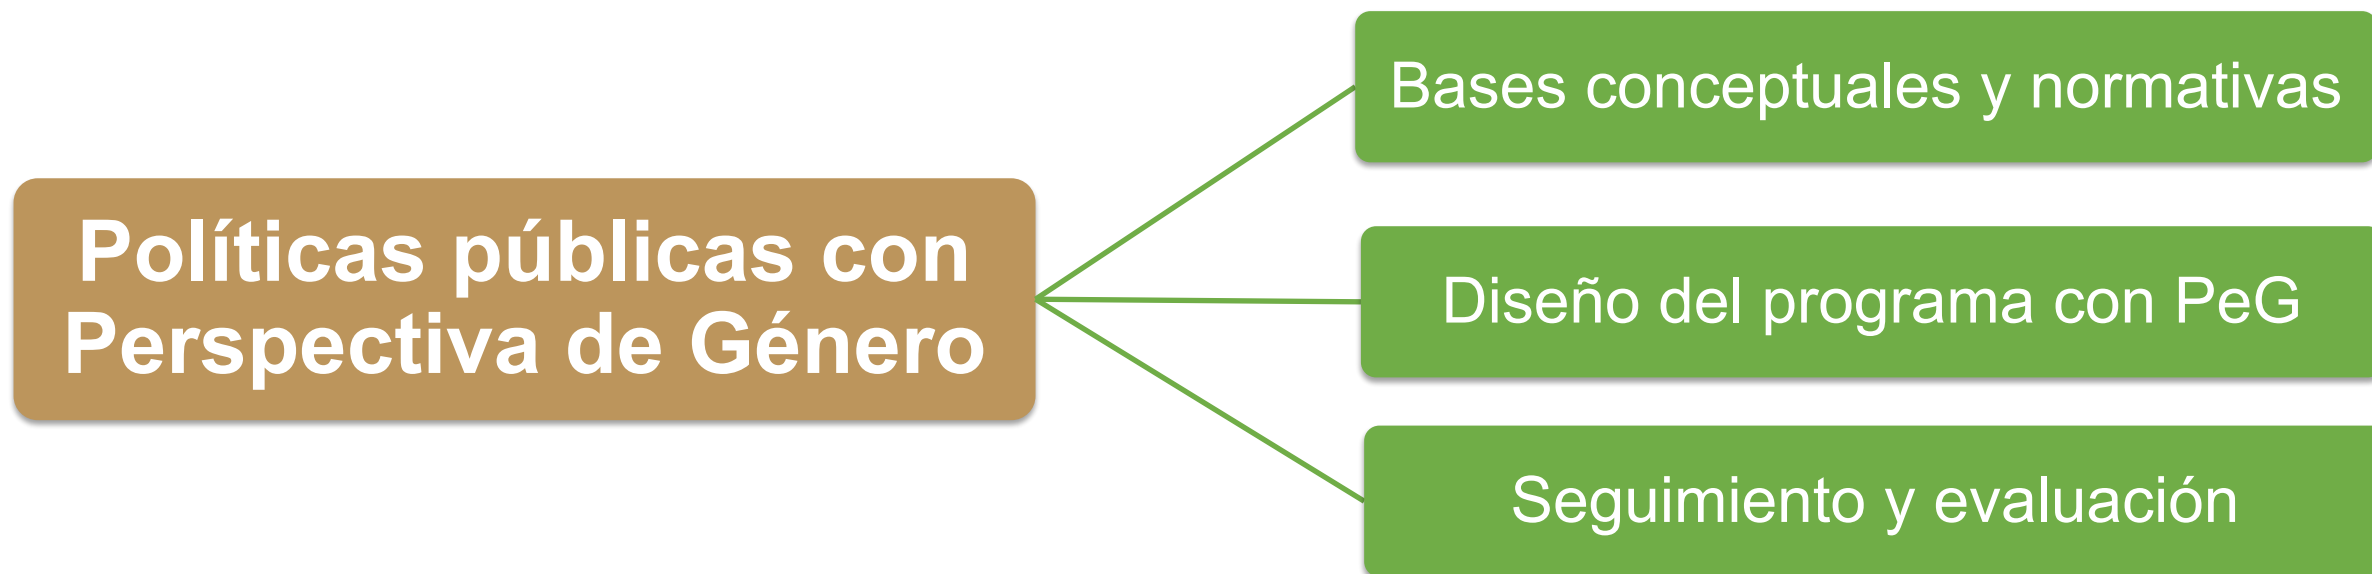 Políticas públicas con
Perspectiva de Género
Bases conceptuales y normativas
Diseño del programa con PeG
Seguimiento y evaluación